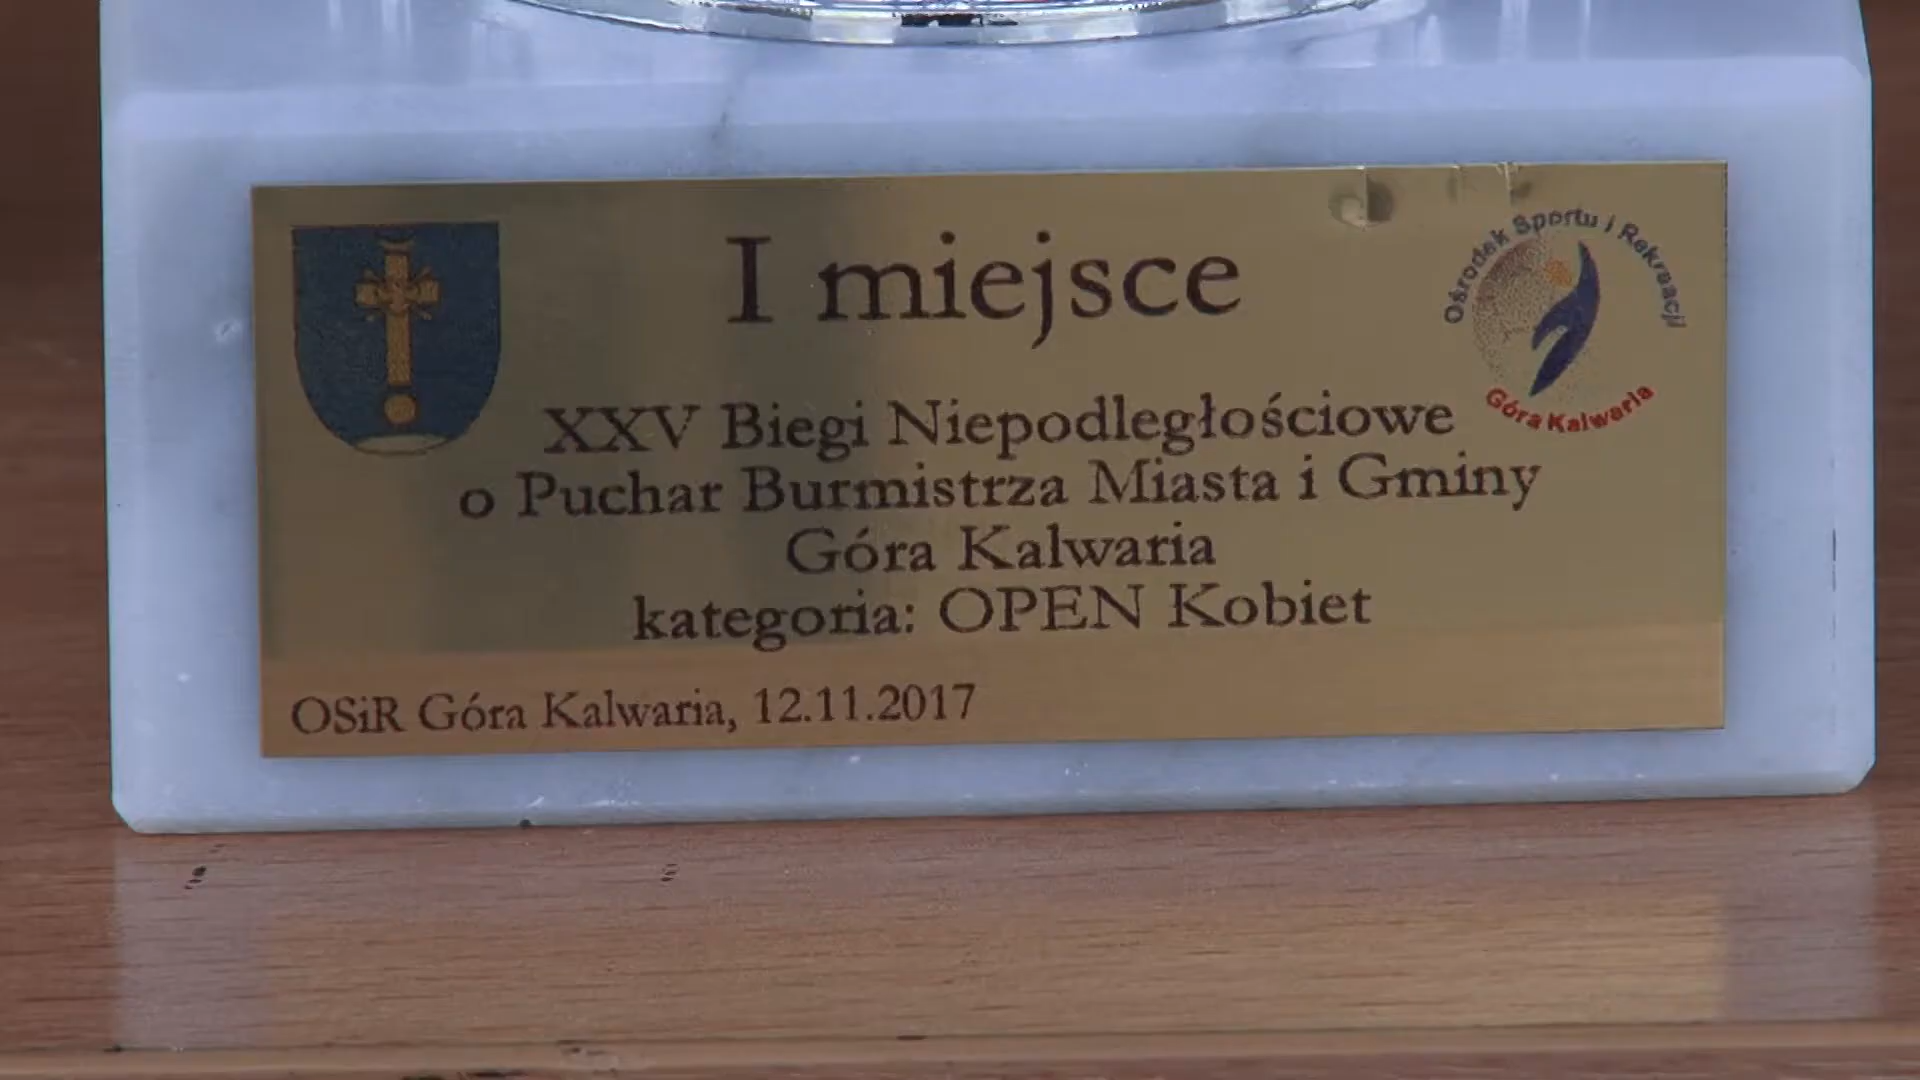 I miejsce
Ośrodek Sportu i Rekreacji
Góra Kalwaria
XXV Biegi Niepodległościowe
o Puchar Burmistrza Miasta i Gminy
Góra Kalwaria
kategoria: OPEN Kobiet
OSiR Góra Kalwaria, 12.11.2017